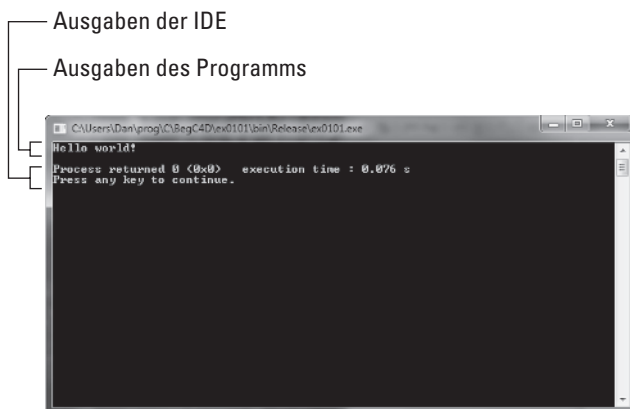 Ausgaben der IDE
Ausgaben des Programms
C:\Users\Dan\prog\C\BegC4D\ex0101\bin\Release\ex0101.exe
Hello world!
Process returned 0 (0x0)   execution time : 0.076 s
Press any key to continue.